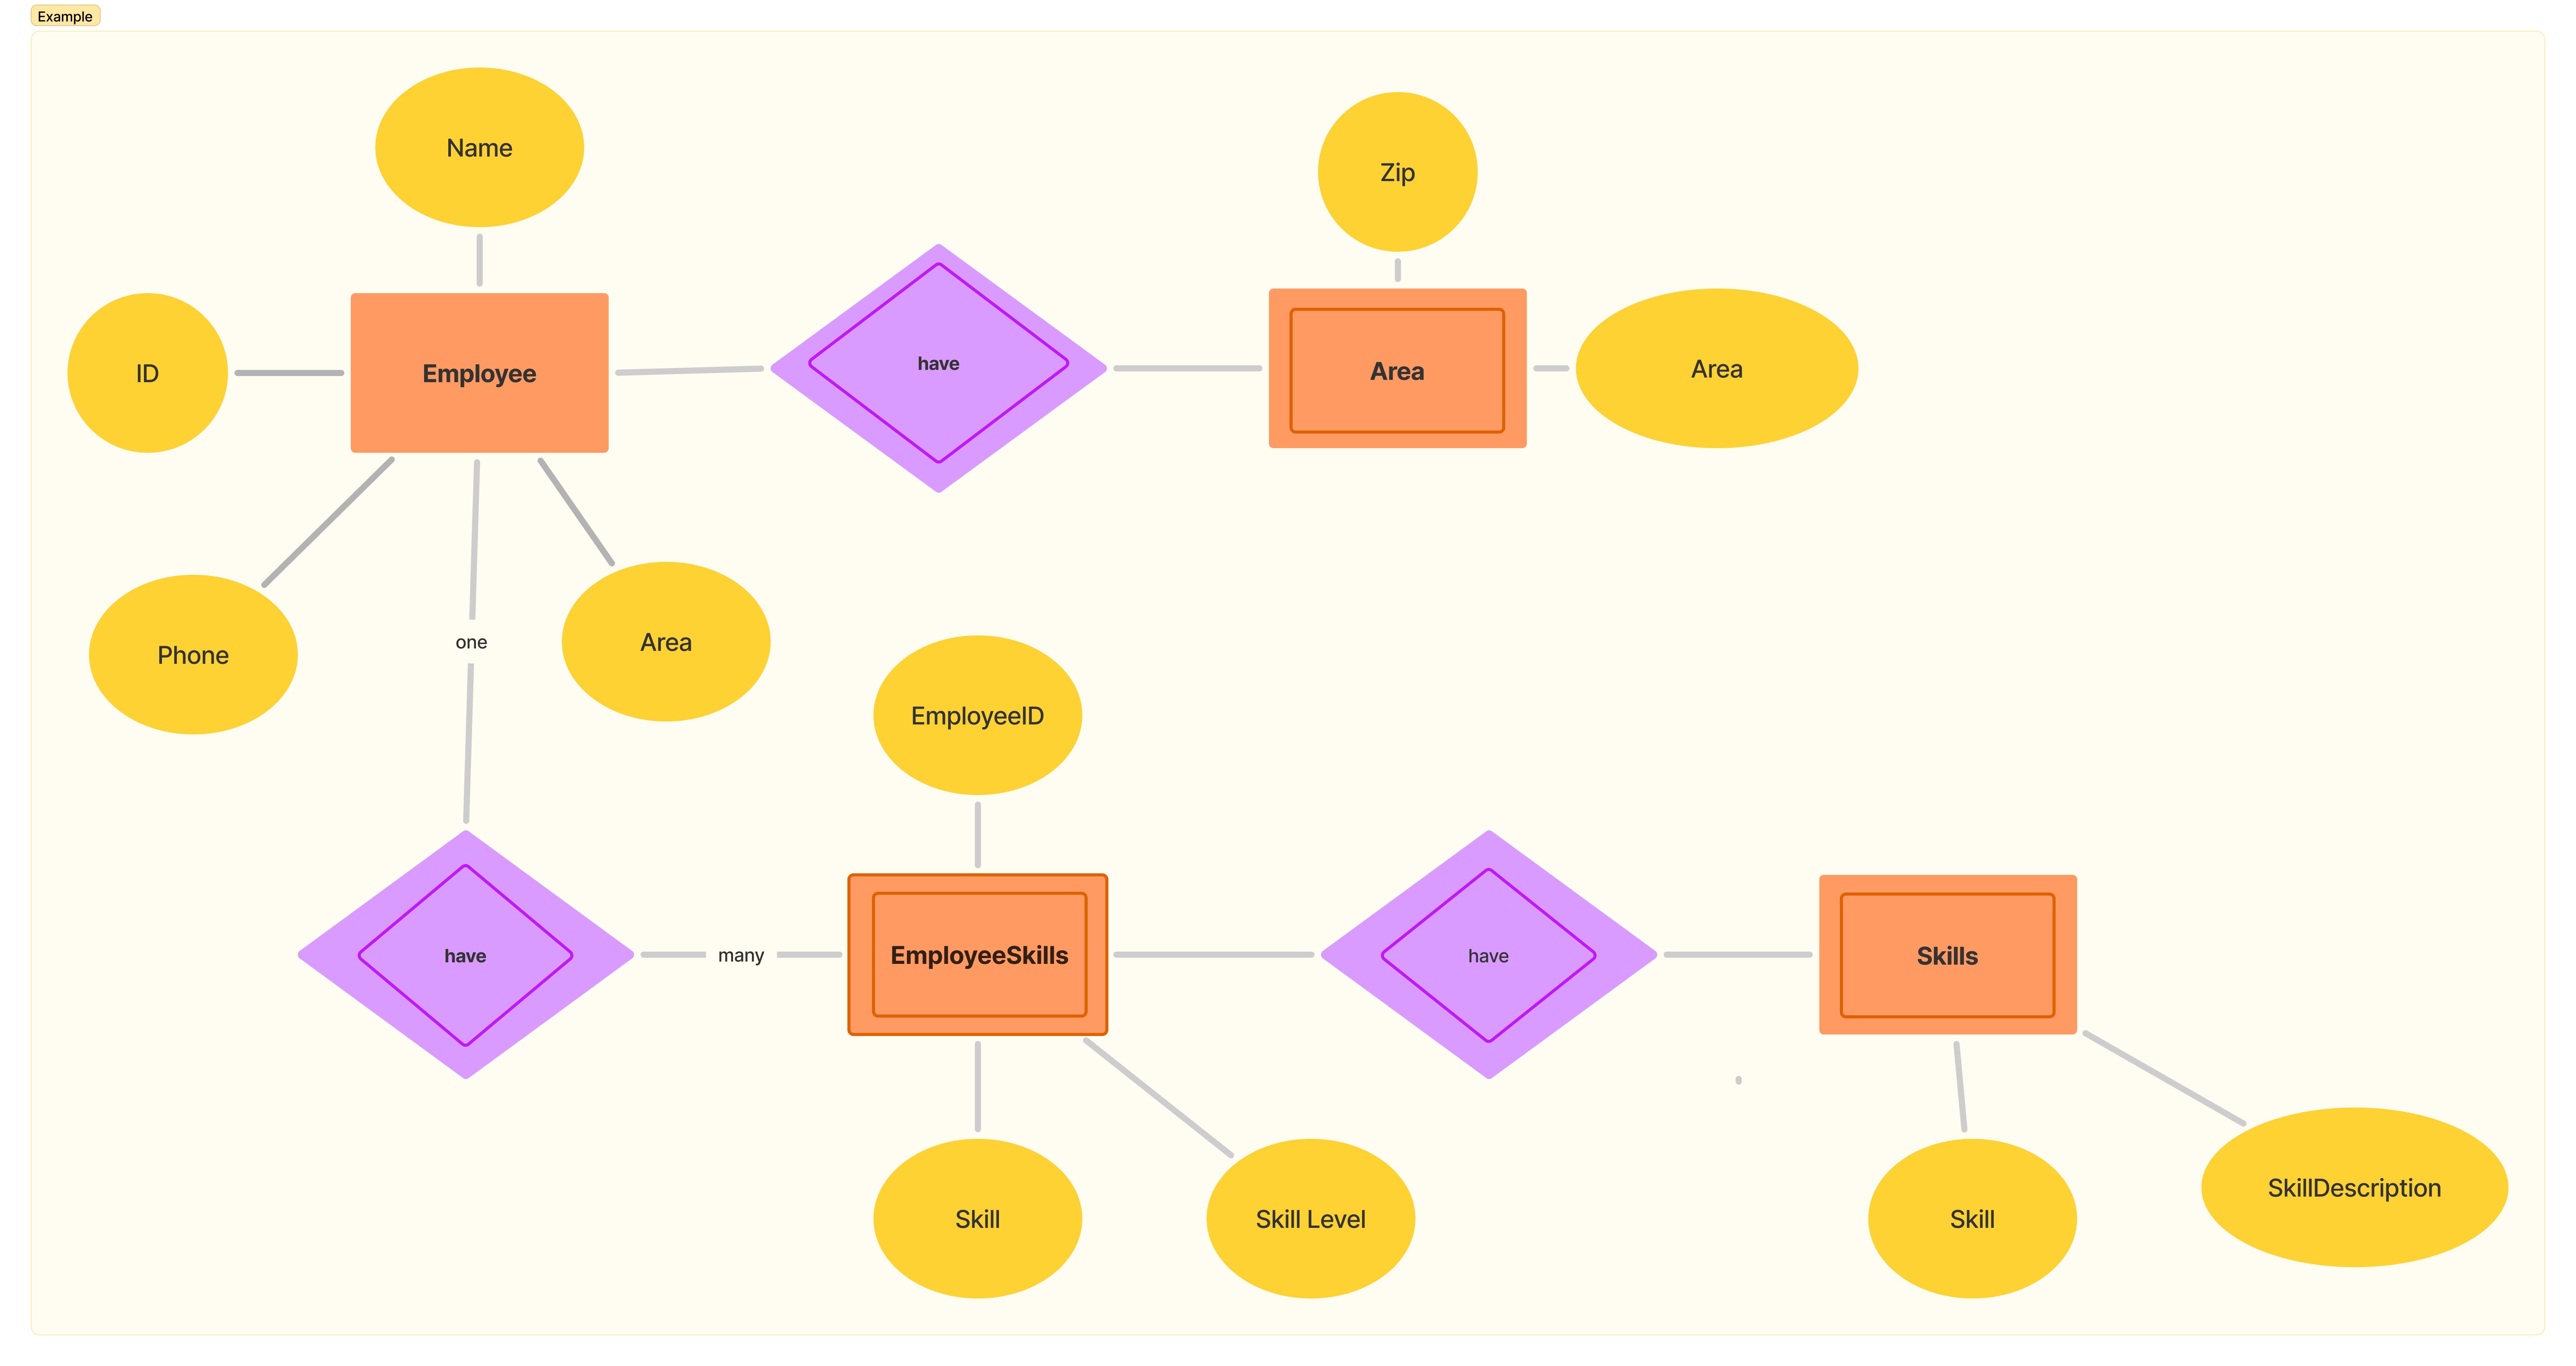 Example
Name
Zip
ID
Employee
have
Area
Area
Phone
one
Area
EmployeeID
have
many
EmployeeSkills
have
Skills
Skill
Skill Level
Skill
SkillDescription